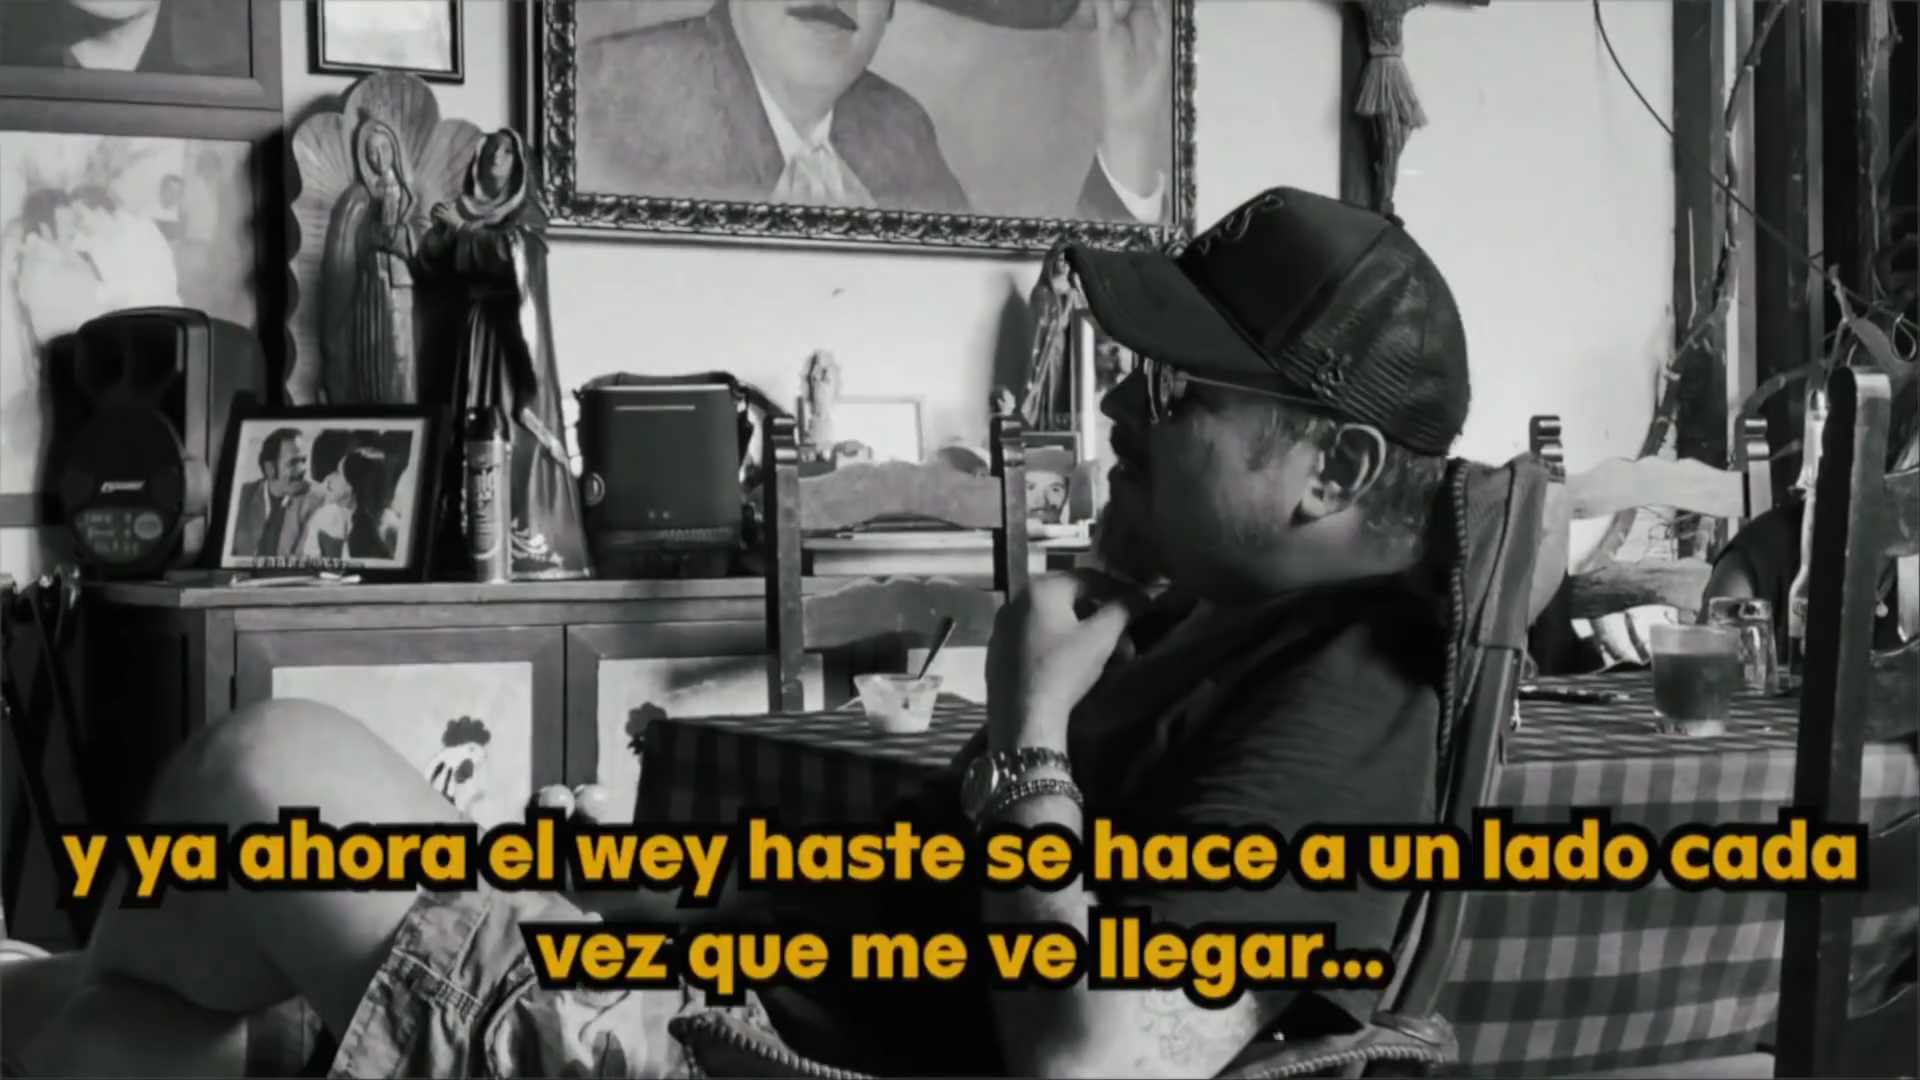 y ya ahora el wey haste se hace a un lado cada
vez que me ve llegar...